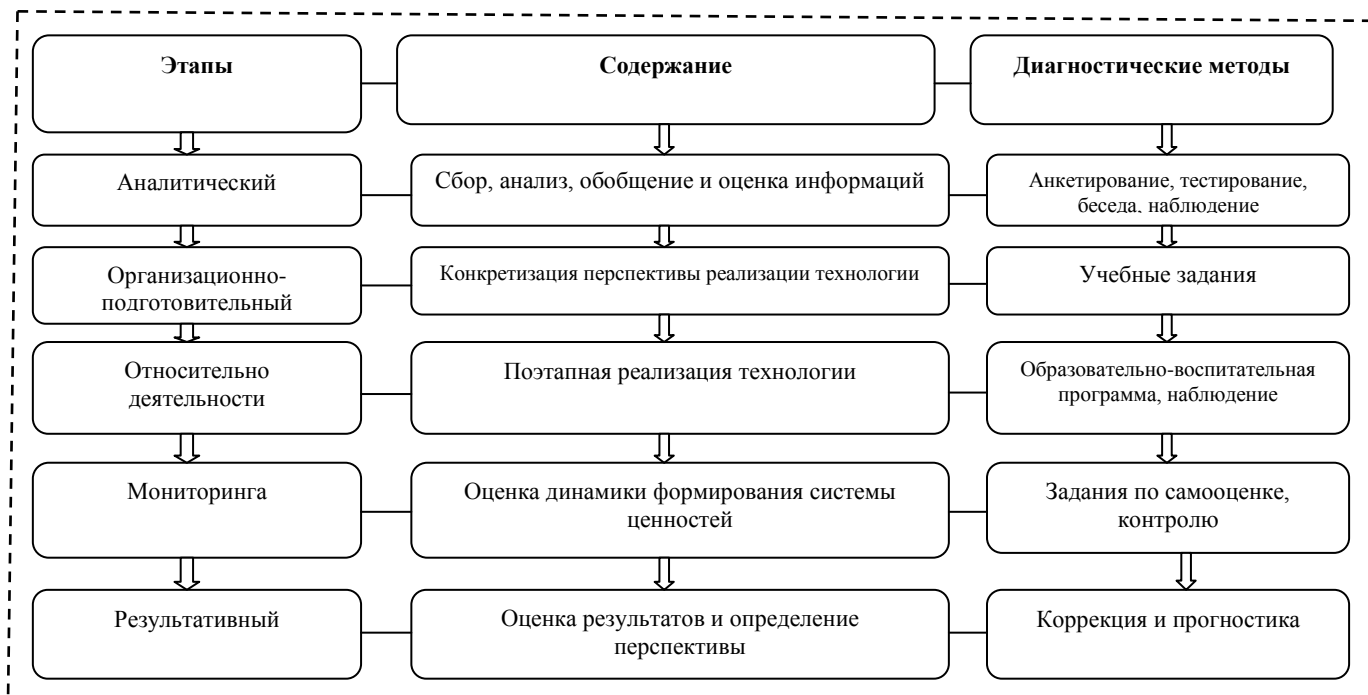 Этапы
Содержание
Диагностические методы
Аналитический
Сбор, анализ, обобщение и оценка информаций
Анкетирование, тестирование,
беседа, наблюдение
Организационно-
подготовительный
Конкретизация перспективы реализации технологии
Учебные задания
Относительно
деятельности
Поэтапная реализация технологии
Образовательно-воспитательная
программа, наблюдение
Мониторинга
Оценка динамики формирования системы
ценностей
Задания по самооценке,
контролю
Результативный
Оценка результатов и определение
перспективы
Коррекция и прогностика